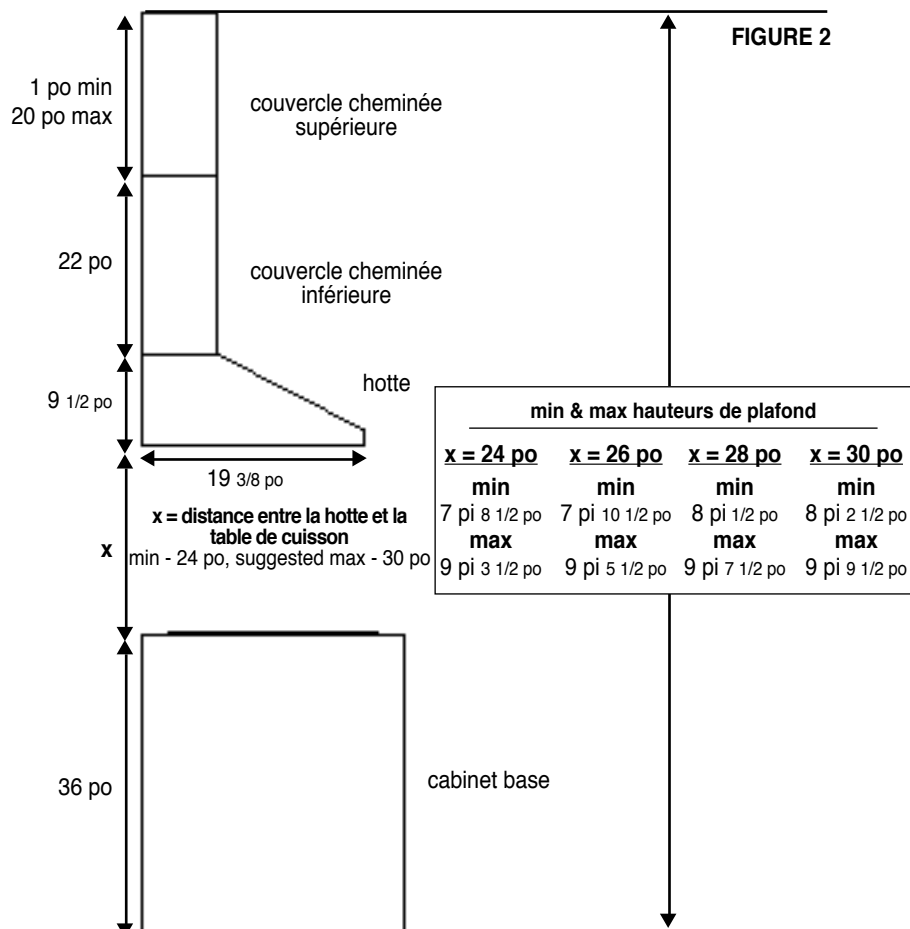 FIGURE 2
1 po min
20 po max
couvercle cheminée
supérieure
22 po
couvercle cheminée
inférieure
9 1/2 po
hotte
19 3/8 po
x = distance entre la hotte et la
table de cuisson
min - 24 po, suggested max - 30 po
x
min & max hauteurs de plafond
x = 24 po x = 26 po x = 28 po x = 30 po
min min min min
7 pi 8 1/2 po 7 pi 10 1/2 po 8 pi 1/2 po 8 pi 2 1/2 po
max max max max
9 pi 3 1/2 po 9 pi 5 1/2 po 9 pi 7 1/2 po 9 pi 9 1/2 po
36 po
cabinet base